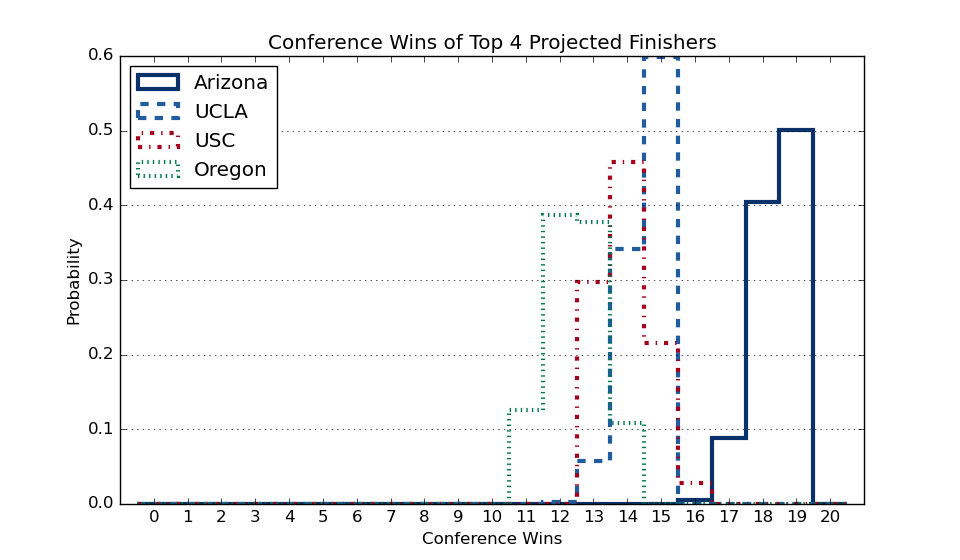 Conference Wins of Top 4 Projected Finishers
0.6
0.5
0.4
0.3
0.2
0.1
0.0
Probability
Arizona
UCLA
USC
Oregon
0 1 2 3 4 5 6 7 8 9 10 11 12 13 14 15 16 17 18 19 20
Conference Wins